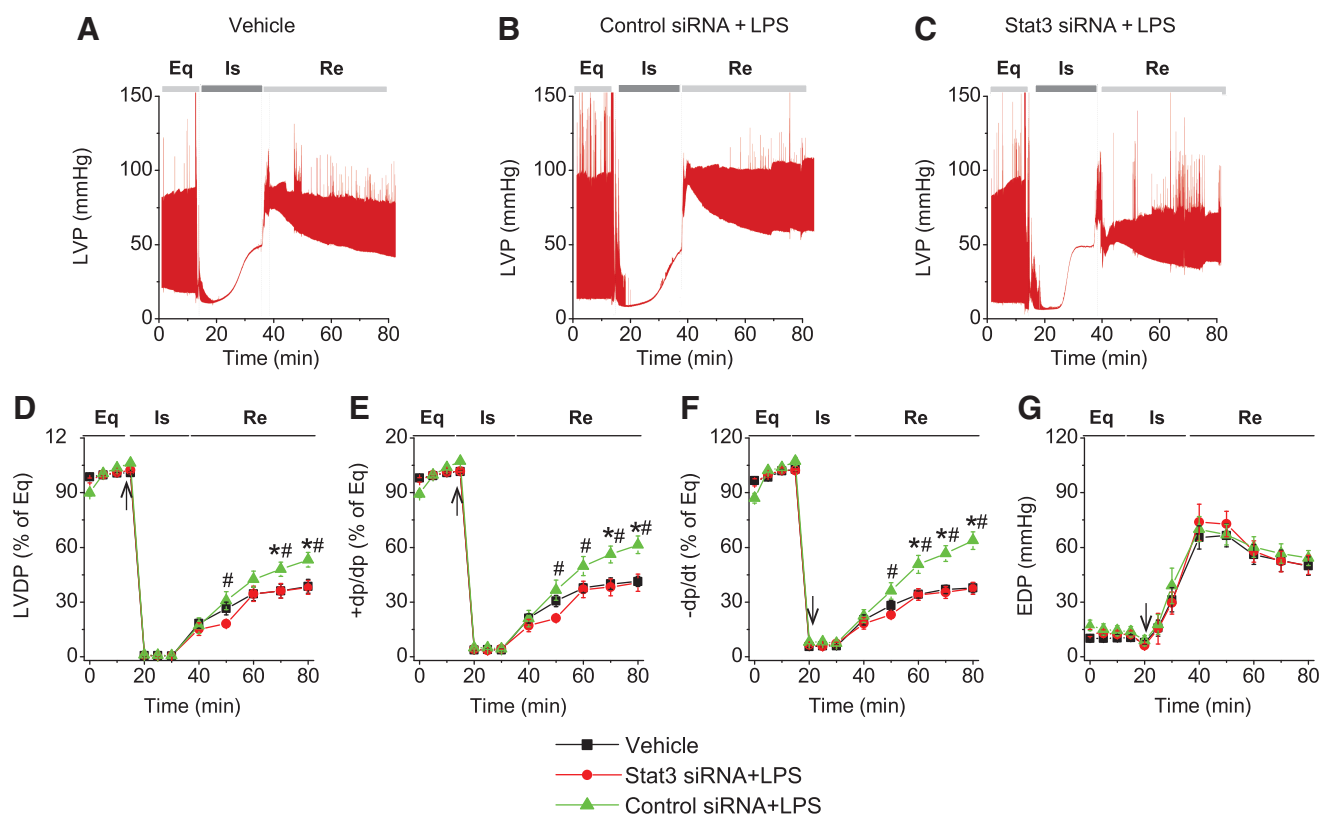 A Vehicle
B Control siRNA + LPS
C Stat3 siRNA + LPS
Eq Is Re
Eq Is Re
Eq Is Re
LVP (mmHg)
150
100
50
0
0 20 40 60 80
Time (min)
LVP (mmHg)
150
100
50
0
0 20 40 60 80
Time (min)
LVP (mmHg)
150
100
50
0
0 20 40 60 80
Time (min)
D
Eq Is Re
LVDP (% of Eq)
12
90
60
30
0
# *# *#
0 20 40 60 80
Time (min)
E
Eq Is Re
+dp/dp (% of Eq)
20
90
60
30
0
# # *# *#
0 20 40 60 80
Time (min)
F
Eq Is Re
-dp/dt (% of Eq)
120
90
60
30
0
# *# *# *#
0 20 40 60 80
Time (min)
G
Eq Is Re
EDP (mmHg)
120
90
60
30
0
0 20 40 60 80
Time (min)
Vehicle
Stat3 siRNA+LPS
Control siRNA+LPS